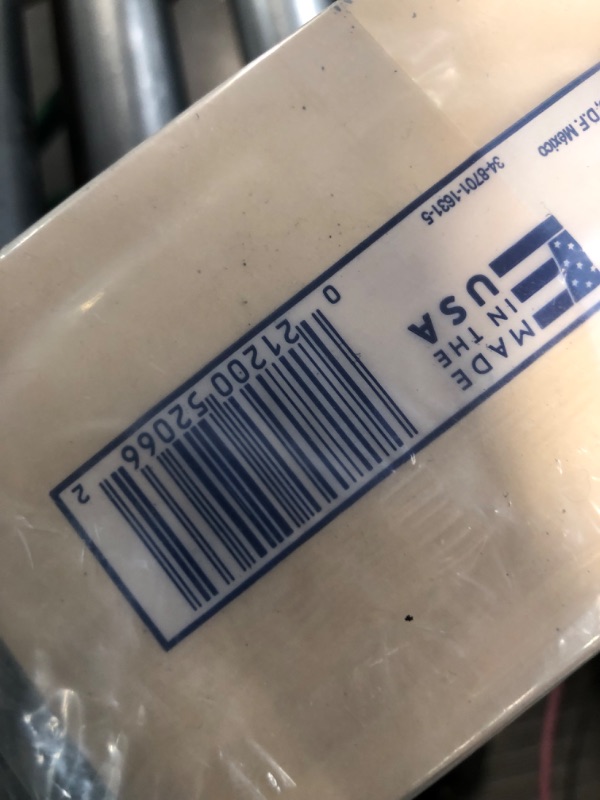 , D.F. México
34-8701-1631-5
MADE
IN THE
USA
0 21200 52066 2